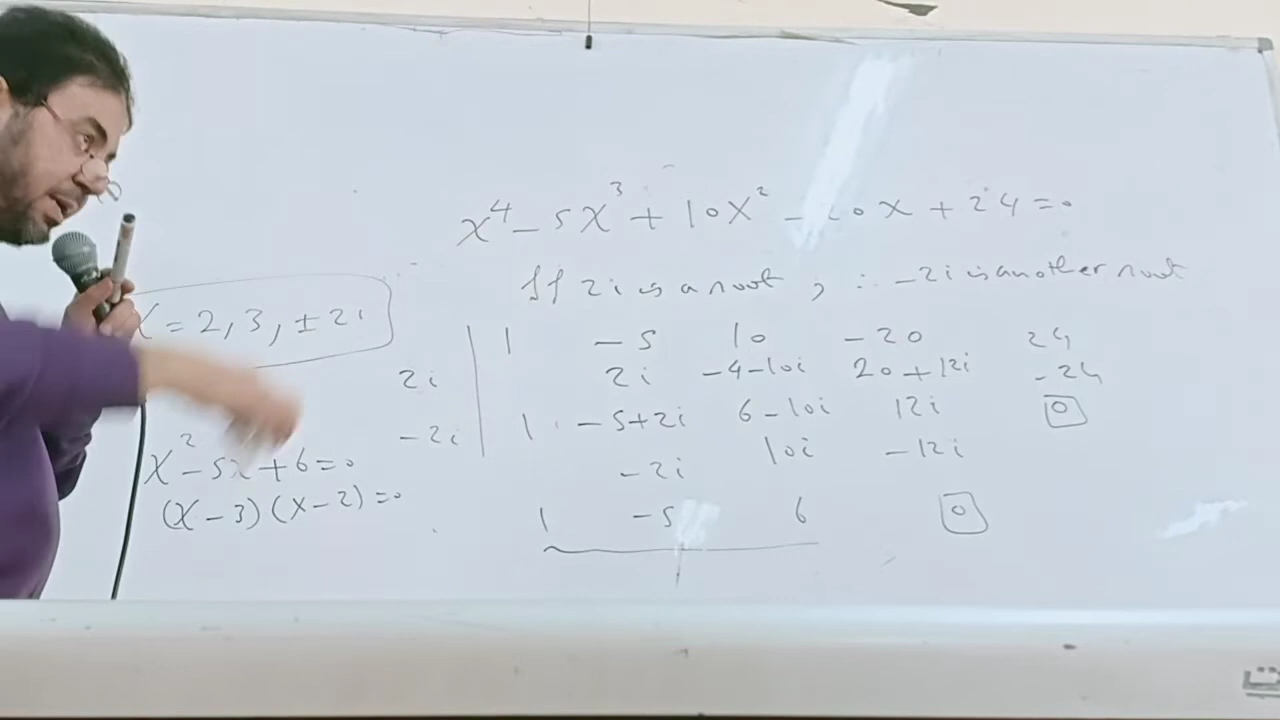 x⁴ - 5x³ + 10x² - 20x + 24 = 0
If 2i is a root , ∴ -2i is another root
x = 2, 3, ± 2i
1 -5 10 -20 24
2i 2i -4-10i 20+12i -24
1 -5+2i 6-10i 12i 0
-2i -2i 10i -12i
1 -5 6 0
x² - 5x + 6 = 0
(x-3)(x-2) = 0